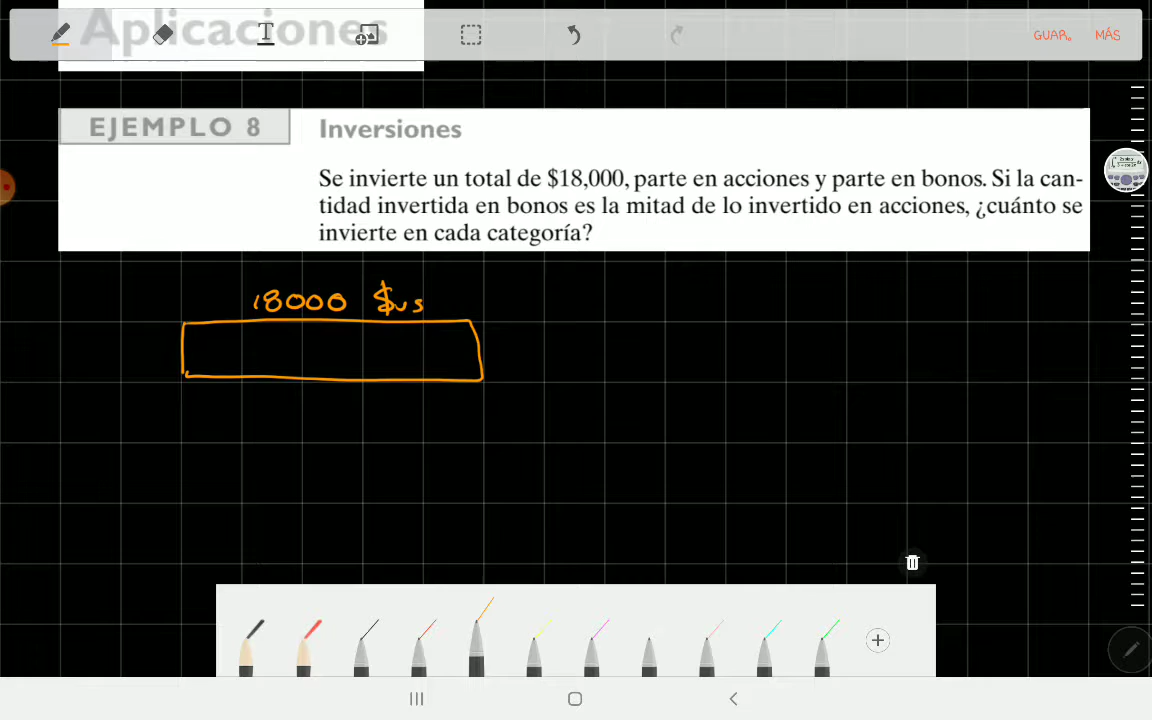 Aplicaciones
T
GUAR.
MÁS
EJEMPLO 8
Inversiones
Se invierte un total de $18,000, parte en acciones y parte en bonos. Si la can-
tidad invertida en bonos es la mitad de lo invertido en acciones, ¿cuánto se
invierte en cada categoría?
18000 $us